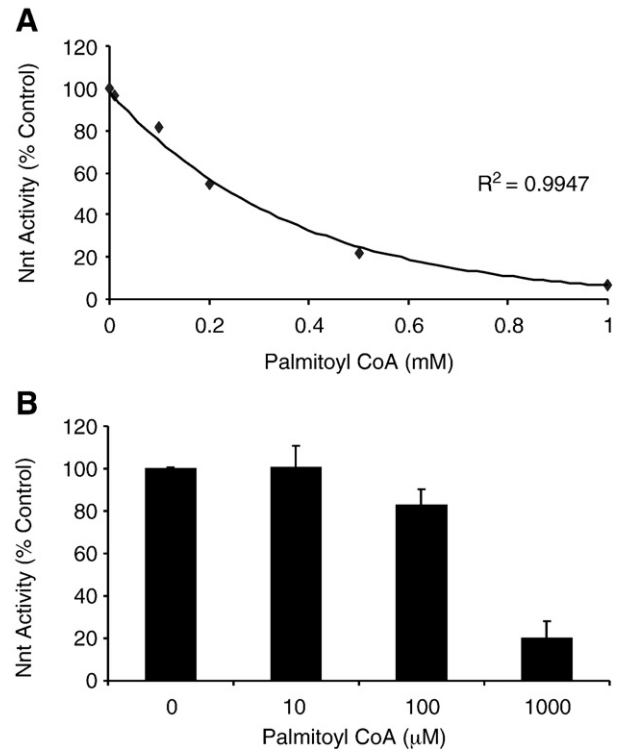 A
Nnt Activity (% Control)
120
100
80
60
40
20
0
R² = 0.9947
0 0.2 0.4 0.6 0.8 1
Palmitoyl CoA (mM)
B
Nnt Activity (% Control)
120
100
80
60
40
20
0
0 10 100 1000
Palmitoyl CoA (μM)